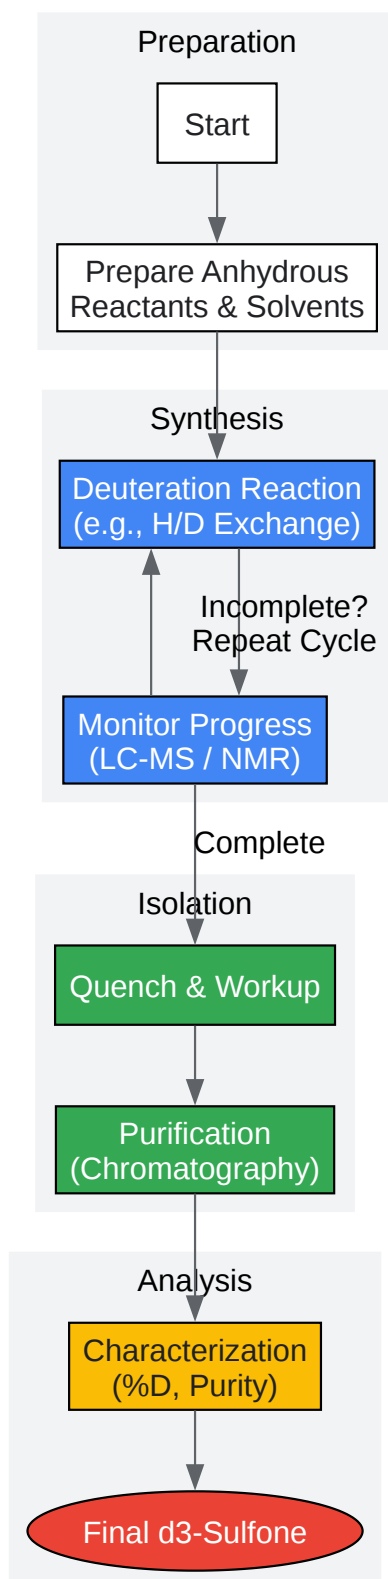 Preparation
Start
Prepare Anhydrous
Reactants & Solvents
Synthesis
Deuteration Reaction
(e.g., H/D Exchange)
Incomplete?
Repeat Cycle
Monitor Progress
(LC-MS / NMR)
Complete
Isolation
Quench & Workup
Purification
(Chromatography)
Analysis
Characterization
(%D, Purity)
Final d3-Sulfone